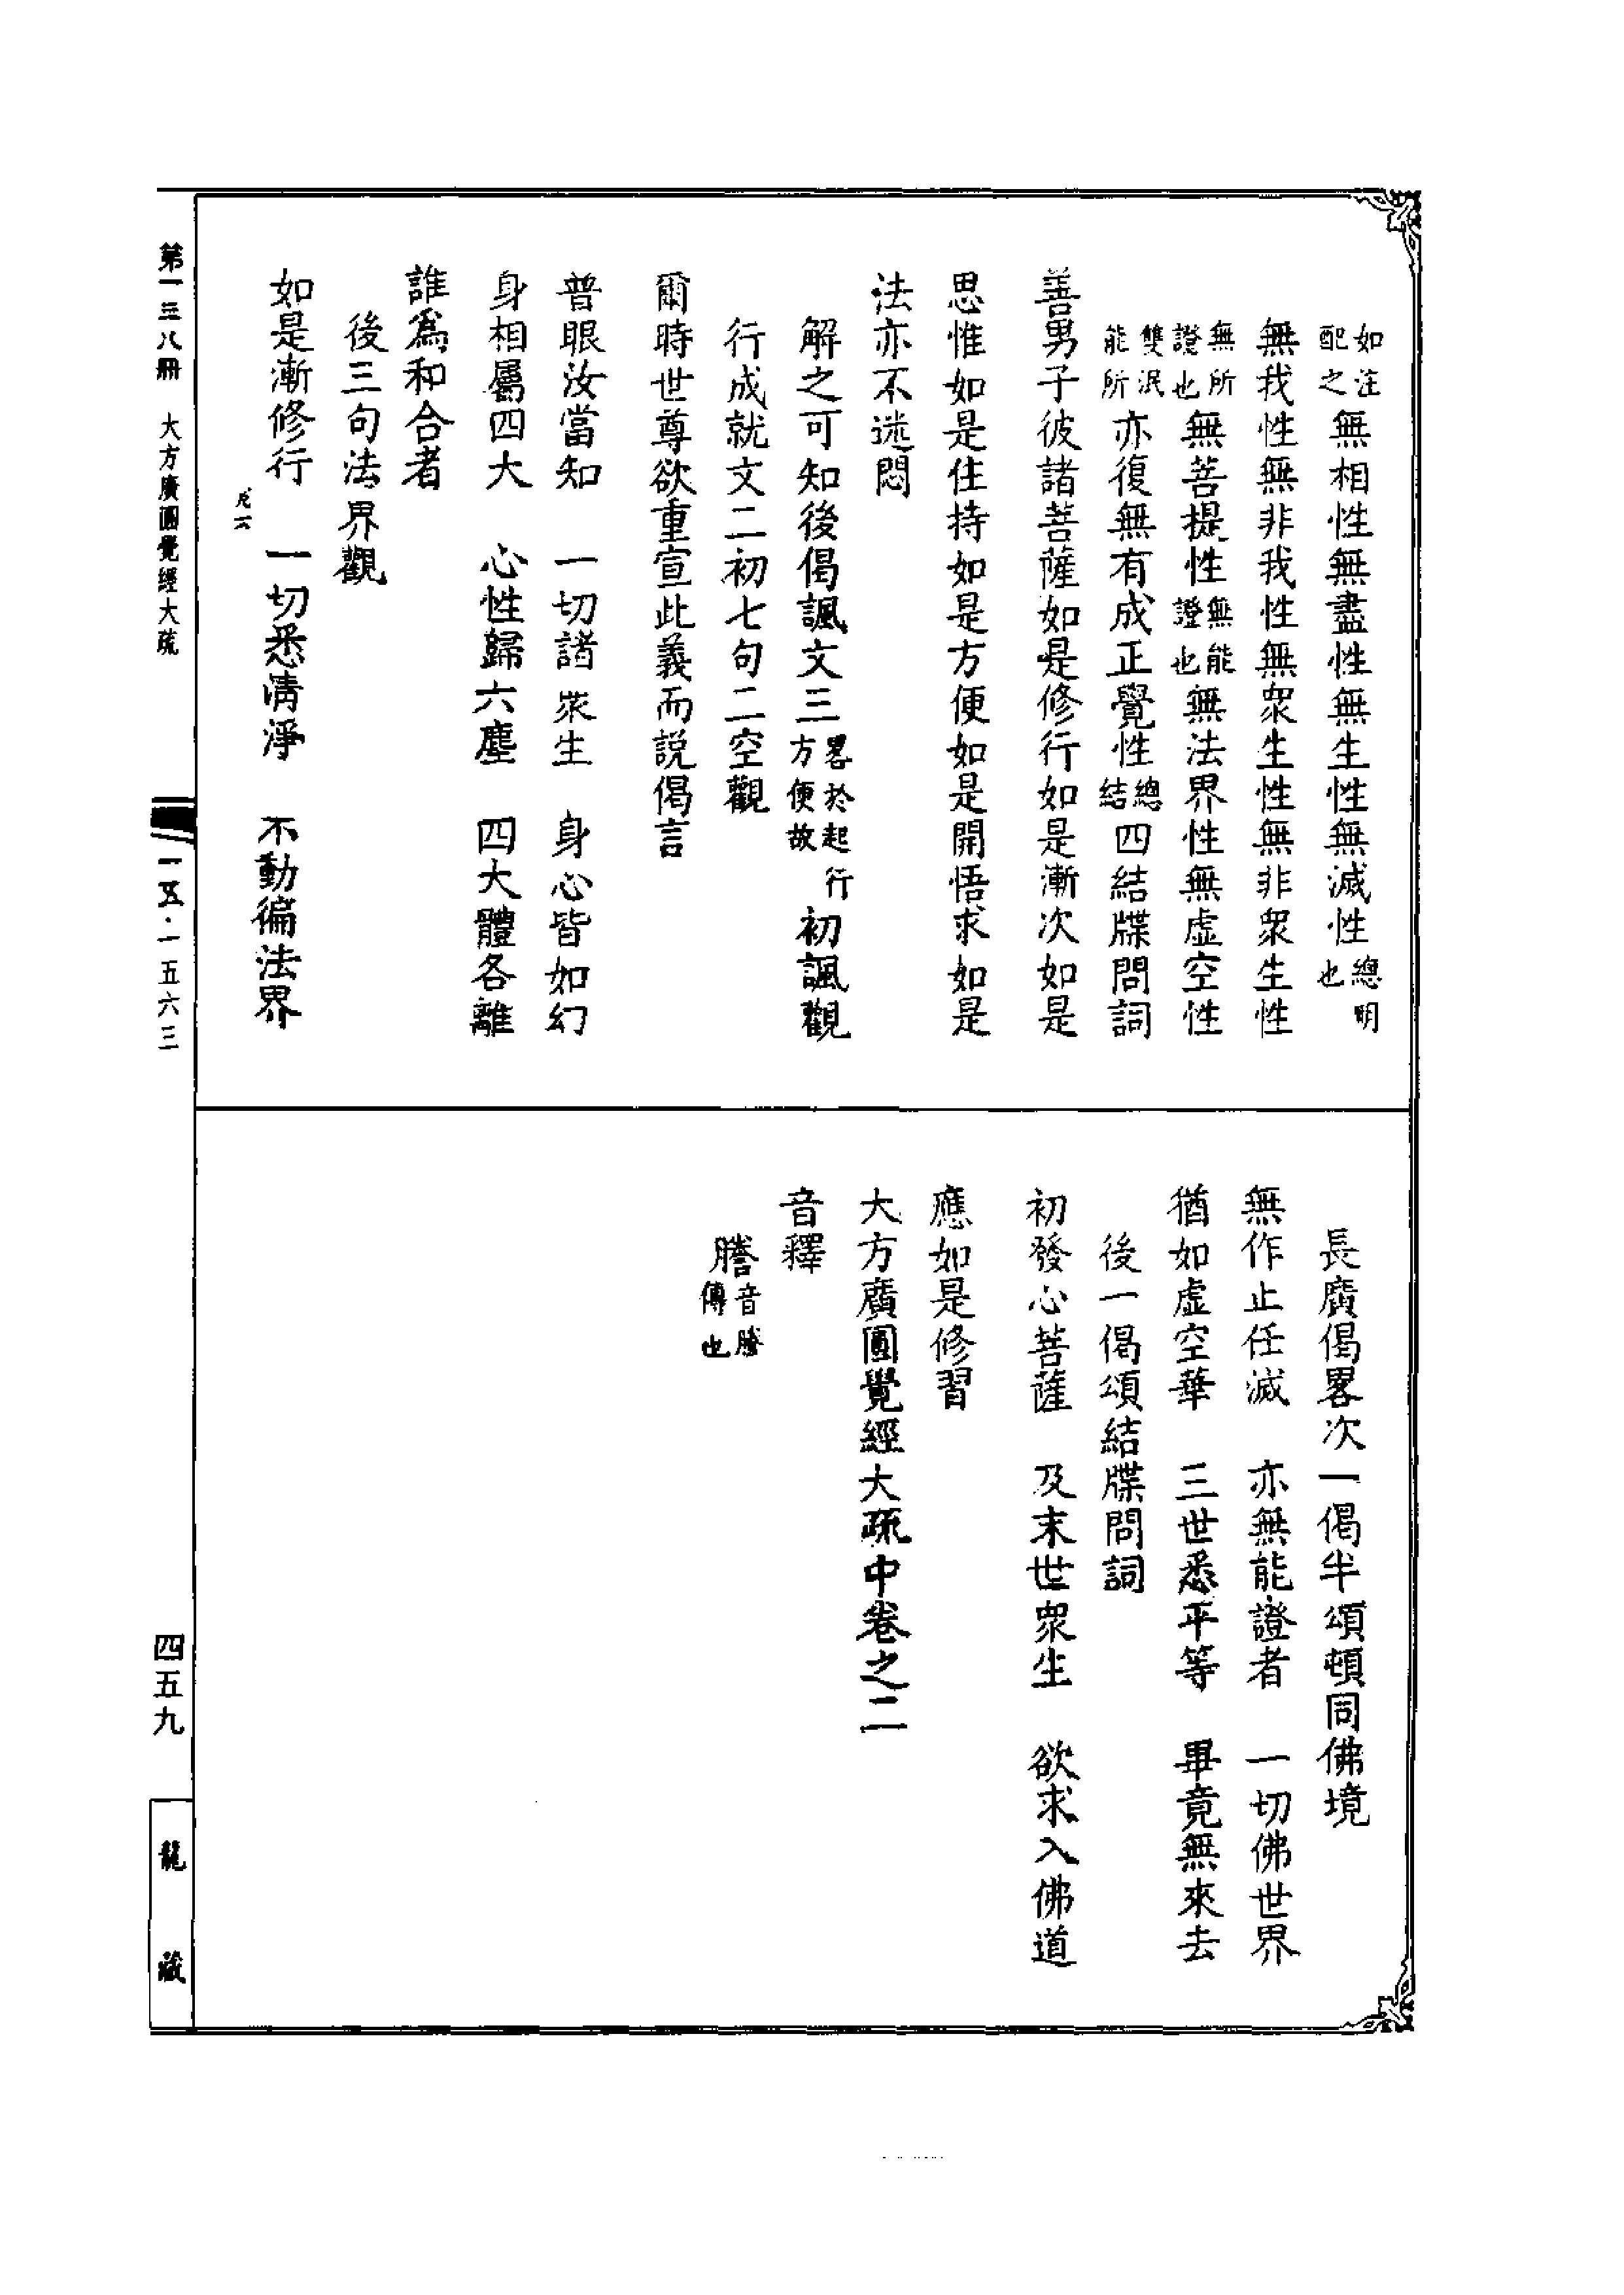 如注配之無相性無盡性無生性無滅性總明也
無我性無非我性無眾生性無非眾生性
無所證也無菩提性無能證也無法界性無虛空性
雙泯能所亦復無有成正覺性總結四結牒問詞
善男子彼諸菩薩如是修行如是漸次如是
思惟如是住持如是方便如是開悟求如是
法亦不迷悶
解之可知後偈諷文三畧於起行方便故初諷觀
行成就文二初七句二空觀
爾時世尊欲重宣此義而説偈言
普眼汝當知　一切諸眾生　身心皆如幻
身相屬四大　心性歸六塵　四大體各離
誰為和合者
後三句法界觀
如是漸修行　一切悉清淨　不動徧法界
長廣偈畧次一偈半頌頓同佛境
無作止任滅　亦無能證者　一切佛世界
猶如虛空華　三世悉平等　畢竟無來去
後一偈頌結牒問詞
初發心菩薩　及末世眾生　欲求入佛道
應如是修習
大方廣圓覺經大疏中卷之二
音釋
謄音騰傳也
第一三八冊　大方廣圓覺經大疏
一五六三
四五九
龍藏